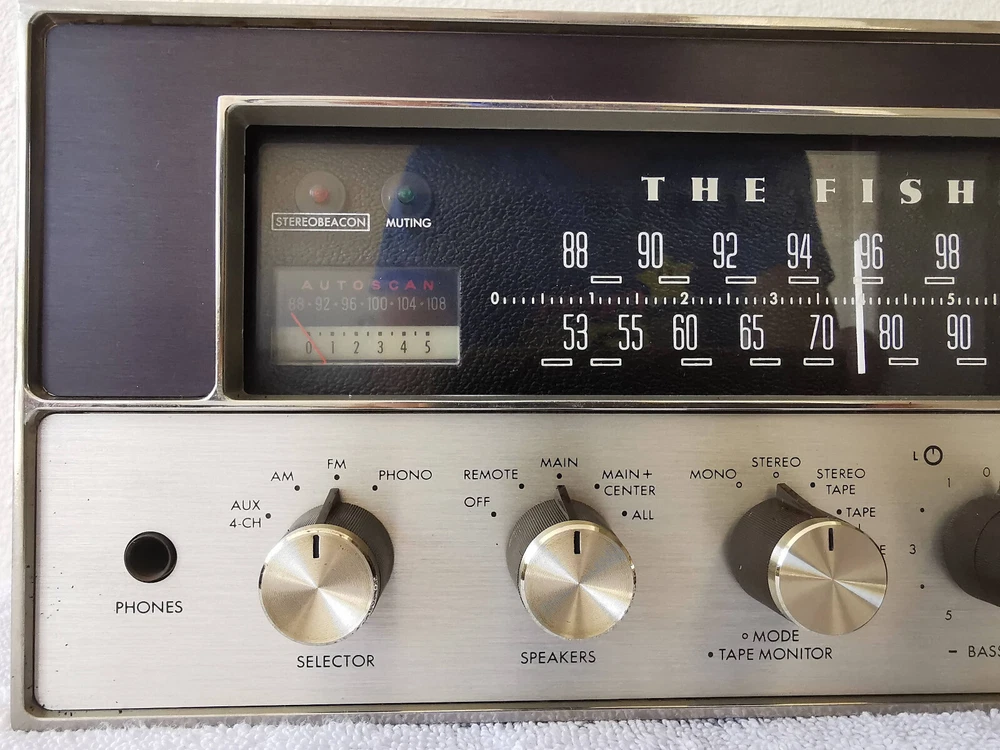 THE FISH
STEREOBEACON MUTING
88 90 92 94 96 98
AUTOSCAN
88•92•96•100•104•108
0 1 2 3 4 5
0 1 2 3 4 5
53 55 60 65 70 80 90
FM MAIN STEREO L
AM PHONO REMOTE MAIN+ MONO STEREO 0
CENTER TAPE 1
AUX OFF ALL TAPE
4-CH
E 3
PHONES 5
MODE
SELECTOR SPEAKERS TAPE MONITOR – BASS